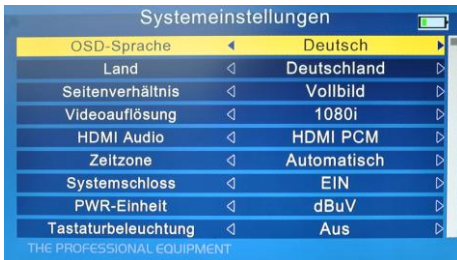 Systemeinstellungen
OSD-Sprache Deutsch
Land Deutschland
Seitenverhältnis Vollbild
Videoauflösung 1080i
HDMI Audio HDMI PCM
Zeitzone Automatisch
Systemschloss EIN
PWR-Einheit dBuV
Tastaturbeleuchtung Aus
THE PROFESSIONAL EQUIPMENT